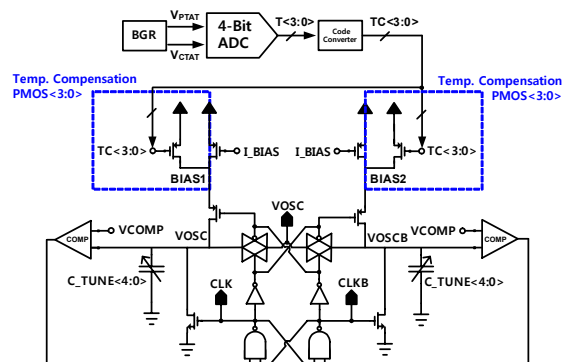 BGR
V_PTAT
V_CTAT
4-Bit
ADC
T<3:0>
Code
Converter
TC<3:0>
Temp. Compensation
PMOS<3:0>
Temp. Compensation
PMOS<3:0>
TC<3:0>
I_BIAS
I_BIAS
TC<3:0>
BIAS1
BIAS2
VOSC
COMP
VCOMP
VOSC
VOSCB
VCOMP
COMP
C_TUNE<4:0>
CLK
CLKB
C_TUNE<4:0>